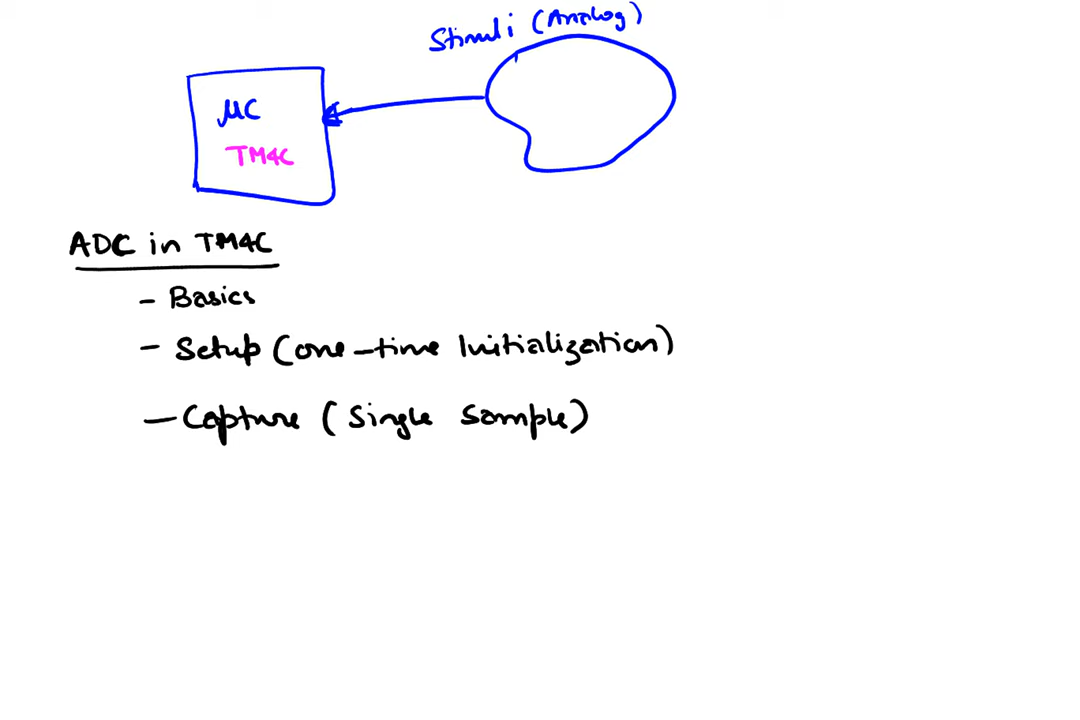 Stimuli (Analog)
μC
TM4C
ADC in TM4C
- Basics
- Setup (one-time Initialization)
- Capture (Single Sample)